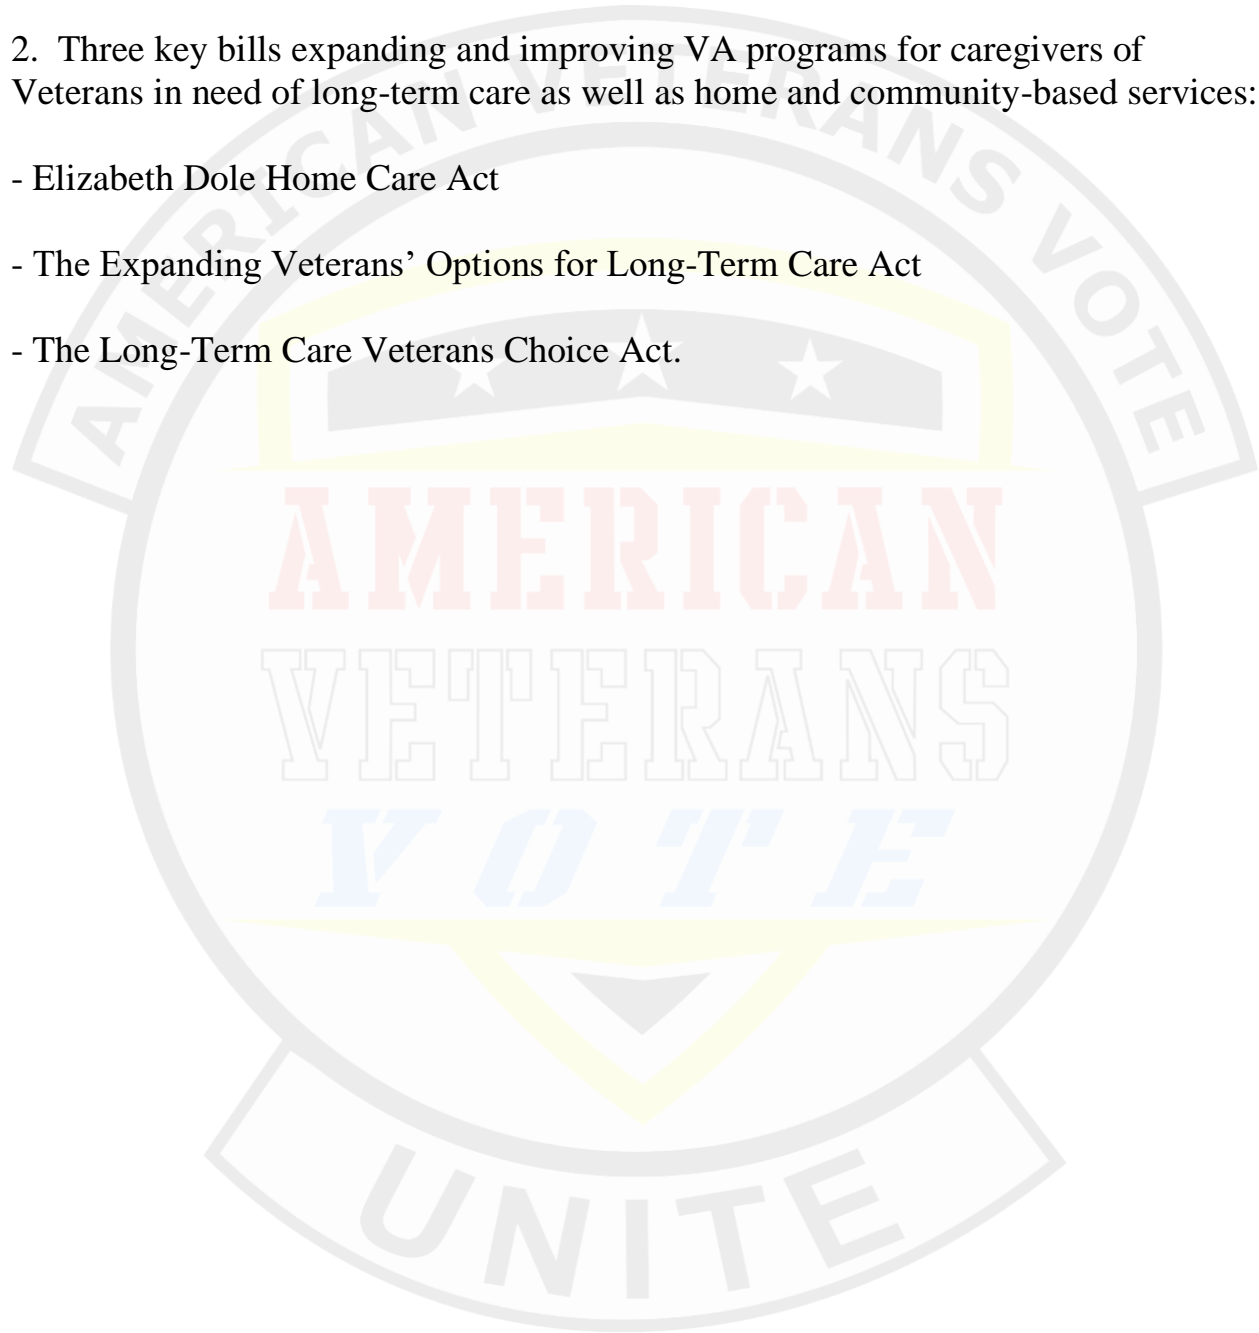 2.  Three key bills expanding and improving VA programs for caregivers of
Veterans in need of long-term care as well as home and community-based services:
- Elizabeth Dole Home Care Act
- The Expanding Veterans’ Options for Long-Term Care Act
- The Long-Term Care Veterans Choice Act.
AMERICAN VETERANS VOTE
AMERICAN
VETERANS
VOTE
UNITE